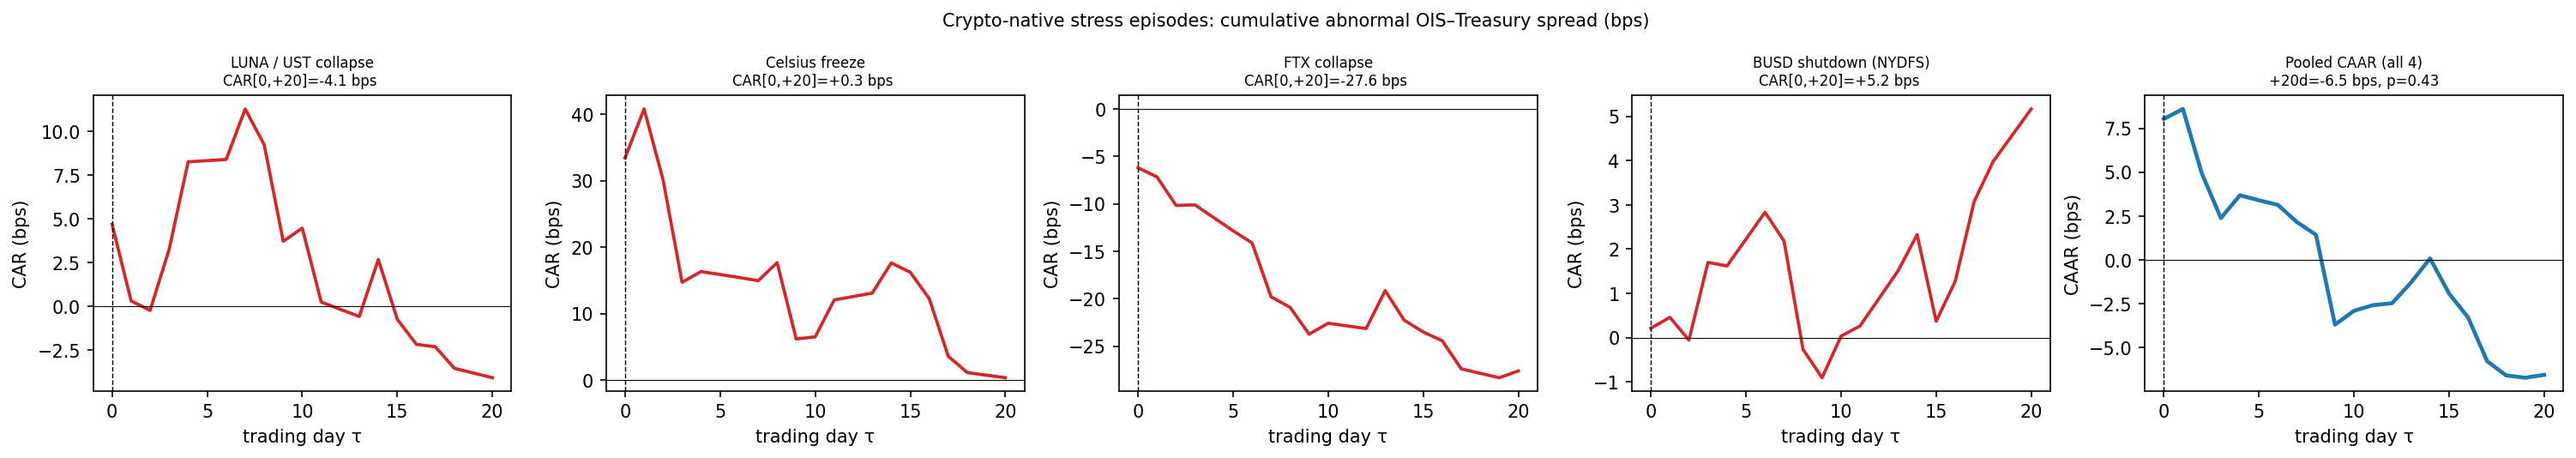 Crypto-native stress episodes: cumulative abnormal OIS–Treasury spread (bps)
LUNA / UST collapse
CAR[0,+20]=-4.1 bps
CAR (bps)
10.0
7.5
5.0
2.5
0.0
−2.5
0 5 10 15 20
trading day τ
Celsius freeze
CAR[0,+20]=+0.3 bps
CAR (bps)
40
30
20
10
0
0 5 10 15 20
trading day τ
FTX collapse
CAR[0,+20]=-27.6 bps
CAR (bps)
0
−5
−10
−15
−20
−25
0 5 10 15 20
trading day τ
BUSD shutdown (NYDFS)
CAR[0,+20]=+5.2 bps
CAR (bps)
5
4
3
2
1
0
−1
0 5 10 15 20
trading day τ
Pooled CAAR (all 4)
+20d=-6.5 bps, p=0.43
CAAR (bps)
7.5
5.0
2.5
0.0
−2.5
−5.0
0 5 10 15 20
trading day τ